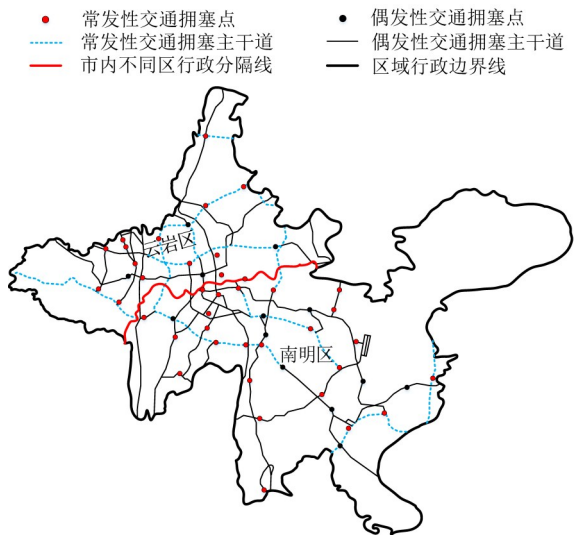 常发性交通拥塞点
偶发性交通拥塞点
常发性交通拥塞主干道
偶发性交通拥塞主干道
市内不同区行政分隔线
区域行政边界线
云岩区
南明区